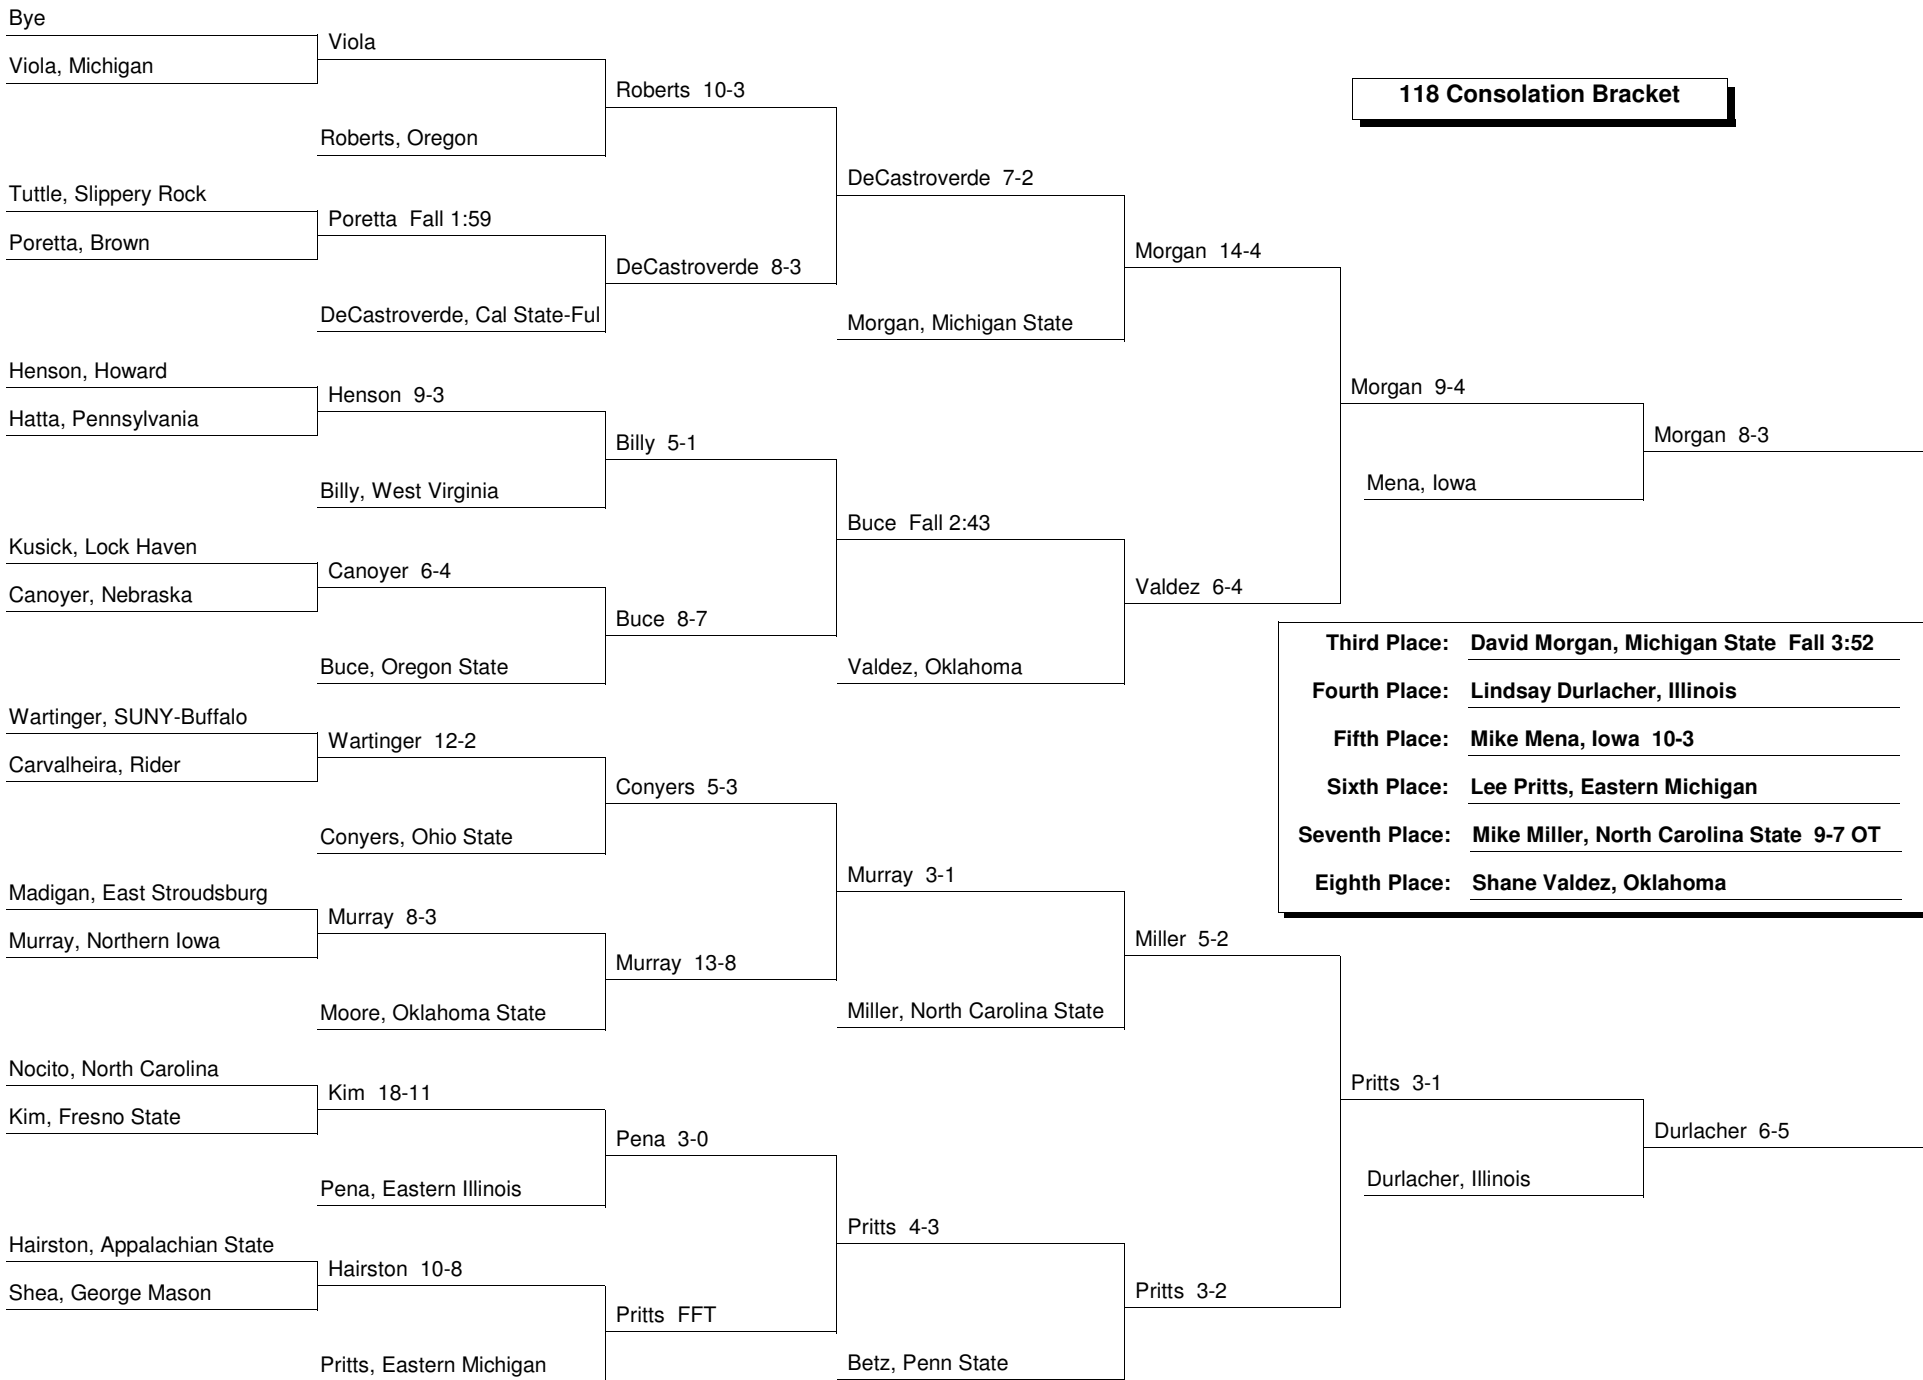 Bye
Viola, Michigan
Viola
Roberts, Oregon
Roberts 10-3
Tuttle, Slippery Rock
Poretta, Brown
Poretta Fall 1:59
DeCastroverde, Cal State-Ful
DeCastroverde 8-3
DeCastroverde 7-2
Morgan, Michigan State
Morgan 14-4
Henson, Howard
Hatta, Pennsylvania
Henson 9-3
Billy, West Virginia
Billy 5-1
Kusick, Lock Haven
Canoyer, Nebraska
Canoyer 6-4
Buce, Oregon State
Buce 8-7
Buce Fall 2:43
Valdez, Oklahoma
Valdez 6-4
Morgan 9-4
Mena, Iowa
Morgan 8-3
118 Consolation Bracket
Wartinger, SUNY-Buffalo
Carvalheira, Rider
Wartinger 12-2
Conyers, Ohio State
Conyers 5-3
Madigan, East Stroudsburg
Murray, Northern Iowa
Murray 8-3
Moore, Oklahoma State
Murray 13-8
Murray 3-1
Miller, North Carolina State
Miller 5-2
Nocito, North Carolina
Kim, Fresno State
Kim 18-11
Pena, Eastern Illinois
Pena 3-0
Hairston, Appalachian State
Shea, George Mason
Hairston 10-8
Pritts, Eastern Michigan
Pritts FFT
Pritts 4-3
Betz, Penn State
Pritts 3-2
Pritts 3-1
Durlacher, Illinois
Durlacher 6-5
Third Place: David Morgan, Michigan State Fall 3:52
Fourth Place: Lindsay Durlacher, Illinois
Fifth Place: Mike Mena, Iowa 10-3
Sixth Place: Lee Pritts, Eastern Michigan
Seventh Place: Mike Miller, North Carolina State 9-7 OT
Eighth Place: Shane Valdez, Oklahoma